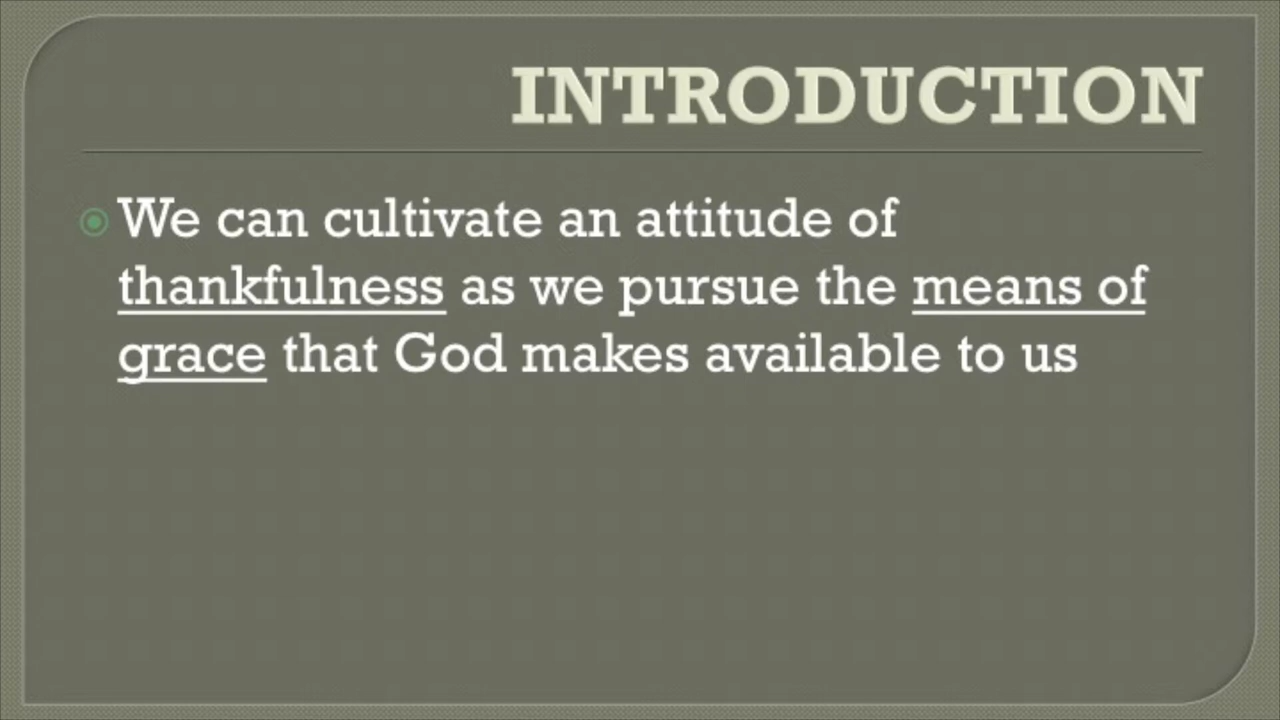 INTRODUCTION
We can cultivate an attitude of
thankfulness as we pursue the means of
grace that God makes available to us